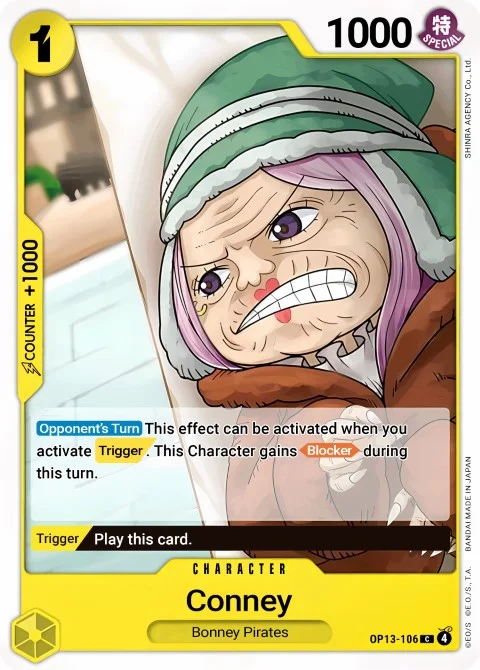 1
1000
特
SPECIAL
SHINRA AGENCY Co., Ltd.
COUNTER +1000
Opponent's Turn This effect can be activated when you
activate Trigger. This Character gains Blocker during
this turn.
Trigger Play this card.
CHARACTER
Conney
Bonney Pirates
OP13-106 C 4
©E.O/S ©E.O./S., T.A. BANDAI MADE IN JAPAN